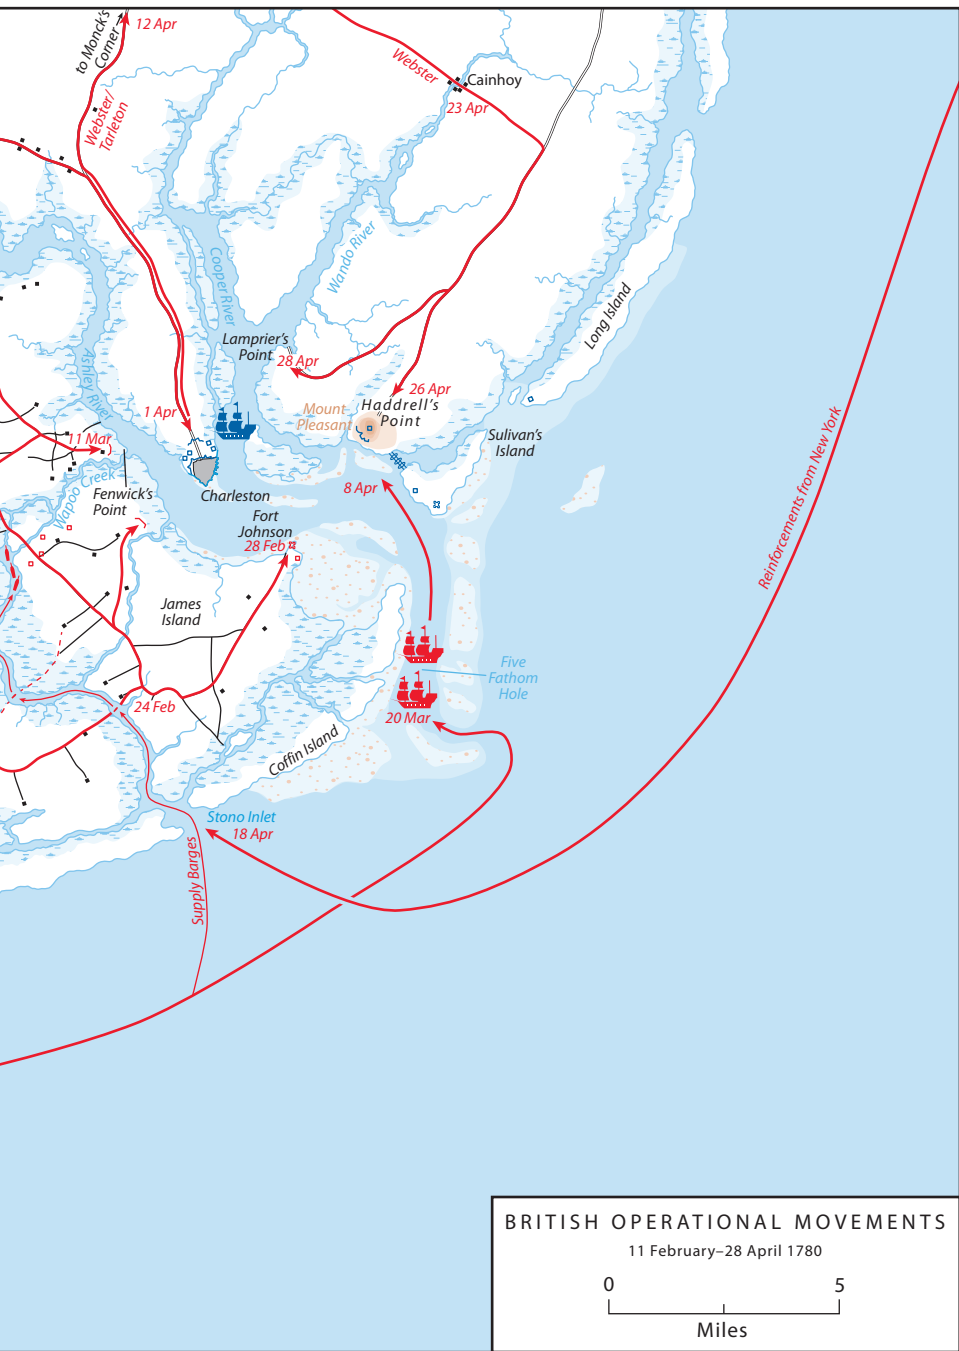 to Monck's
Corner
12 Apr
Webster/
Tarleton
Webster
Cainhoy
23 Apr
Cooper River
Wando River
Long Island
Ashley River
Lamprier's
Point
28 Apr
26 Apr
Mount
Pleasant
Haddrell's
Point
1 Apr
11 Mar
Sulivan's
Island
Wapoo Creek
Fenwick's
Point
Charleston
8 Apr
Fort
Johnson
28 Feb
Reinforcements from New York
James
Island
Five
Fathom
Hole
24 Feb
20 Mar
Coffin Island
Stono Inlet
18 Apr
Supply Barges
BRITISH OPERATIONAL MOVEMENTS
11 February–28 April 1780
0 5
Miles